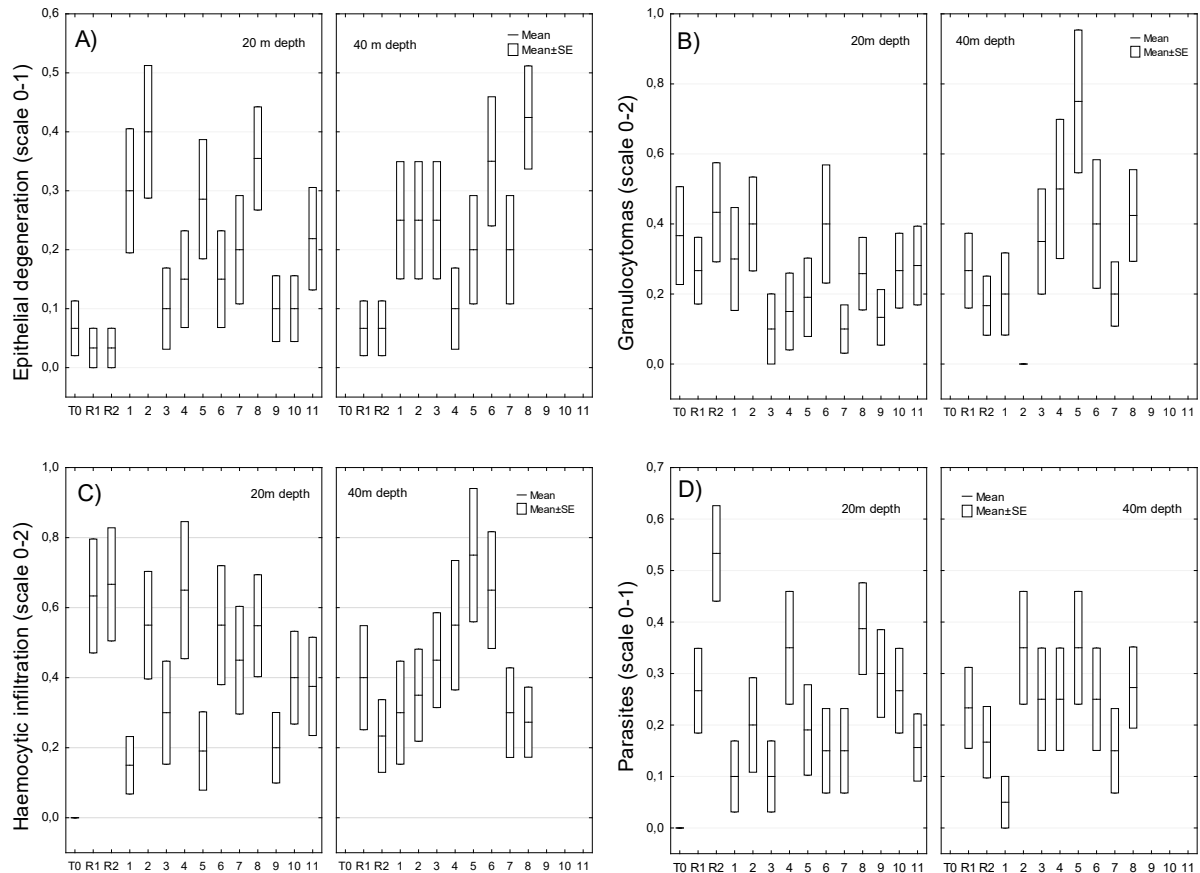 A)
20 m depth
40 m depth
Mean
Mean±SE
Epithelial degeneration (scale 0-1)
0,6
0,5
0,4
0,3
0,2
0,1
0,0
T0 R1 R2 1 2 3 4 5 6 7 8 9 10 11
T0 R1 R2 1 2 3 4 5 6 7 8 9 10 11
B)
20m depth
40m depth
Mean
Mean±SE
Granulocytomas (scale 0-2)
1,0
0,8
0,6
0,4
0,2
0,0
T0 R1 R2 1 2 3 4 5 6 7 8 9 10 11
T0 R1 R2 1 2 3 4 5 6 7 8 9 10 11
C)
20m depth
40m depth
Mean
Mean±SE
Haemocytic infiltration (scale 0-2)
1,0
0,8
0,6
0,4
0,2
0,0
T0 R1 R2 1 2 3 4 5 6 7 8 9 10 11
T0 R1 R2 1 2 3 4 5 6 7 8 9 10 11
D)
20m depth
Mean
Mean±SE
40m depth
Parasites (scale 0-1)
0,7
0,6
0,5
0,4
0,3
0,2
0,1
0,0
T0 R1 R2 1 2 3 4 5 6 7 8 9 10 11
T0 R1 R2 1 2 3 4 5 6 7 8 9 10 11